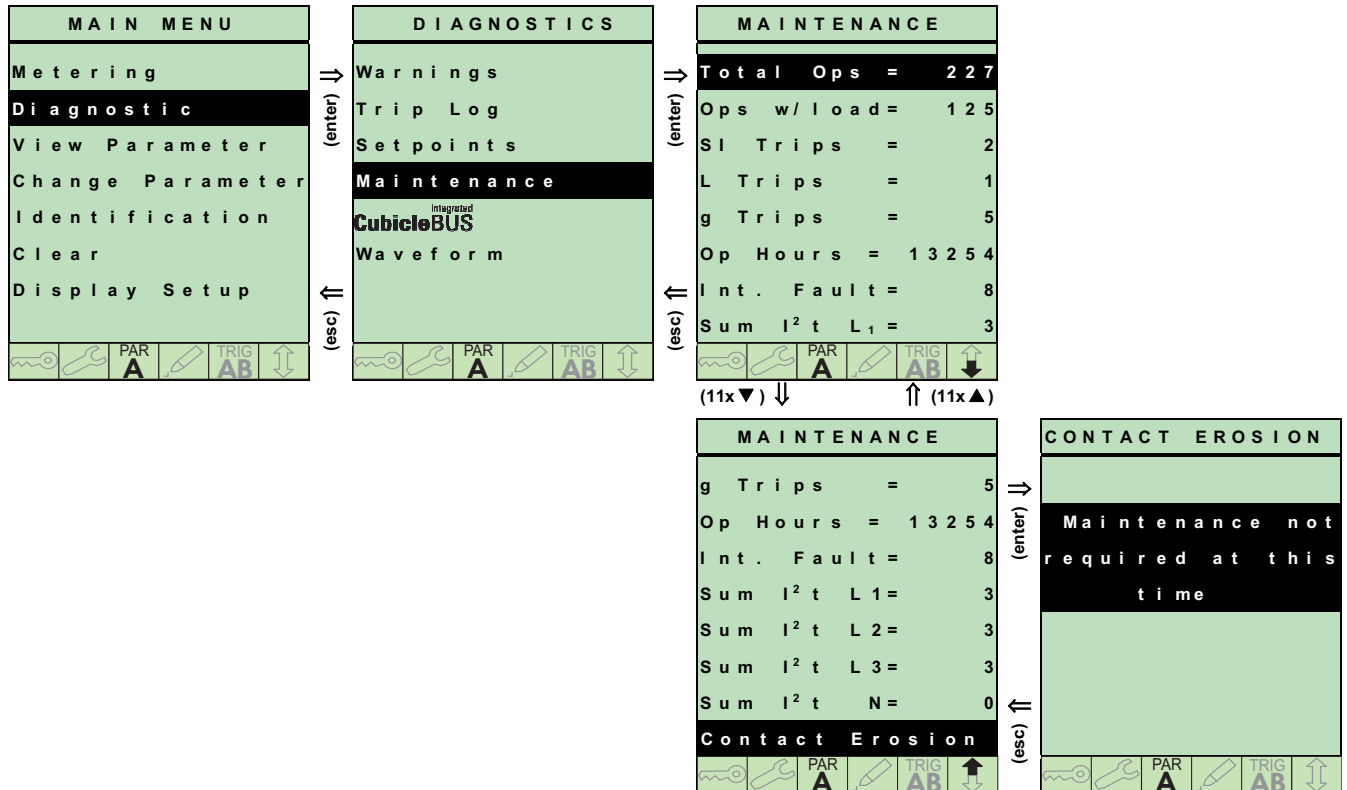 MAIN MENU
Metering
Diagnostic
View Parameter
Change Parameter
Identification
Clear
Display Setup
PAR
A
TRIG
AB
⇒
(enter)
⇐
(esc)
DIAGNOSTICS
Warnings
Trip Log
Setpoints
Maintenance
integrated
CubicleBUS
Waveform
PAR
A
TRIG
AB
⇒
(enter)
⇐
(esc)
MAINTENANCE
Total Ops = 227
Ops w/load= 125
SI Trips = 2
L Trips = 1
g Trips = 5
Op Hours = 13254
Int. Fault= 8
Sum I² t L₁ = 3
PAR
A
TRIG
AB
(11x ▼) ⇓ ⇑ (11x ▲)
MAINTENANCE
g Trips = 5
Op Hours = 13254
Int. Fault= 8
Sum I² t L1= 3
Sum I² t L2= 3
Sum I² t L3= 3
Sum I² t N= 0
Contact Erosion
PAR
A
TRIG
AB
⇒
(enter)
⇐
(esc)
CONTACT EROSION
Maintenance not
required at this
time
PAR
A
TRIG
AB